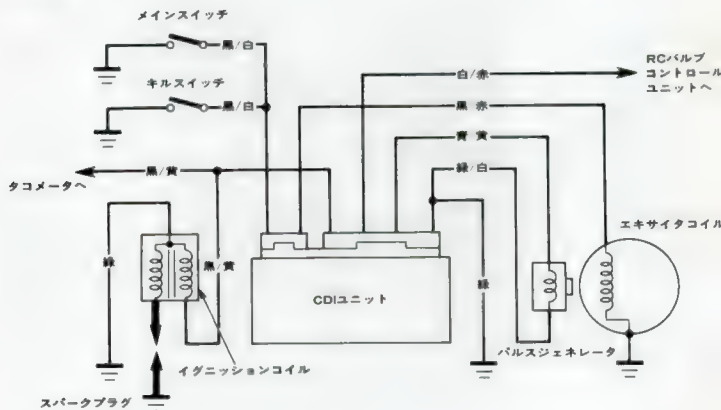 メインスイッチ
黒/白
キルスイッチ
黒/白
白/赤
RCバルブ
コントロール
ユニットへ
黒/赤
青/黄
緑/白
黒/黄
タコメータへ
緑
黒/黄
イグニッションコイル
スパークプラグ
CDIユニット
緑
パルスジェネレータ
エキサイタコイル